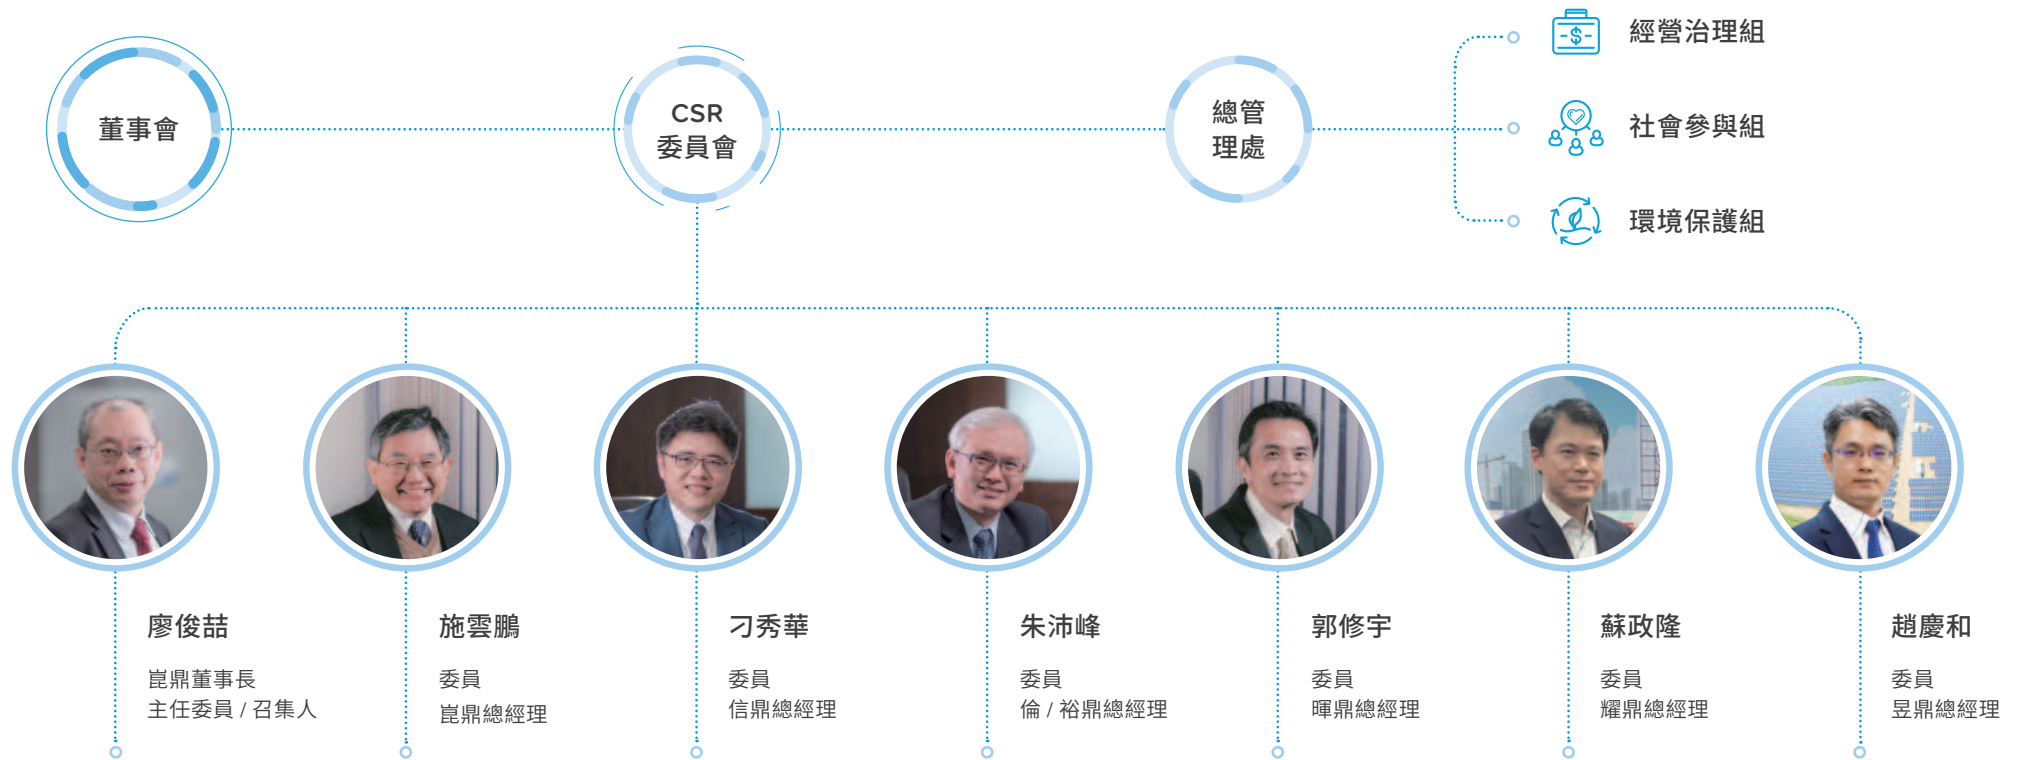 董事會
CSR
委員會
總管
理處
經營治理組
社會參與組
環境保護組
廖俊喆
崑鼎董事長
主任委員 / 召集人
施雲鵬
委員
崑鼎總經理
刁秀華
委員
信鼎總經理
朱沛峰
委員
倫 / 裕鼎總經理
郭修宇
委員
暉鼎總經理
蘇政隆
委員
耀鼎總經理
趙慶和
委員
昱鼎總經理